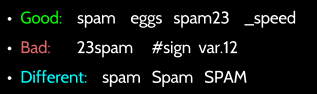 • Good: spam eggs spam23 _speed
• Bad: 23spam #sign var.12
• Different: spam Spam SPAM